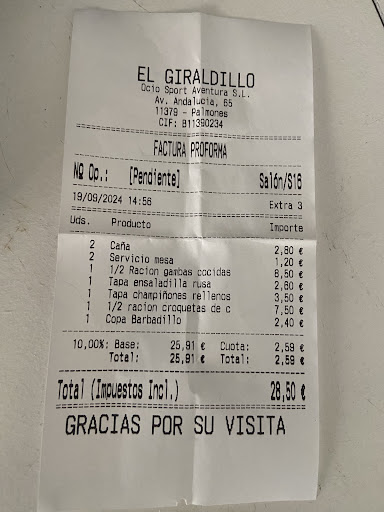 EL GIRALDILLO
Ocio Sport Aventura S.L.
Av. Andalucia, 65
11379 - Palmones
CIF: B11390234
FACTURA PROFORMA
Nº Op.: [Pendiente] Salón/S16
19/09/2024 14:56 Extra 3
Uds. Producto Importe
2 Caña 2,80 €
2 Servicio mesa 1,20 €
1 1/2 Racion gambas cocidas 8,50 €
1 Tapa ensaladilla rusa 2,60 €
1 Tapa champiñones rellenos 3,50 €
1 1/2 racion croquetas de c 7,50 €
1 Copa Barbadillo 2,40 €
10,00%: Base: 25,91 € Cuota: 2,59 €
Total: 25,91 € Total: 2,59 €
Total (Impuestos Incl.) 28,50 €
GRACIAS POR SU VISITA